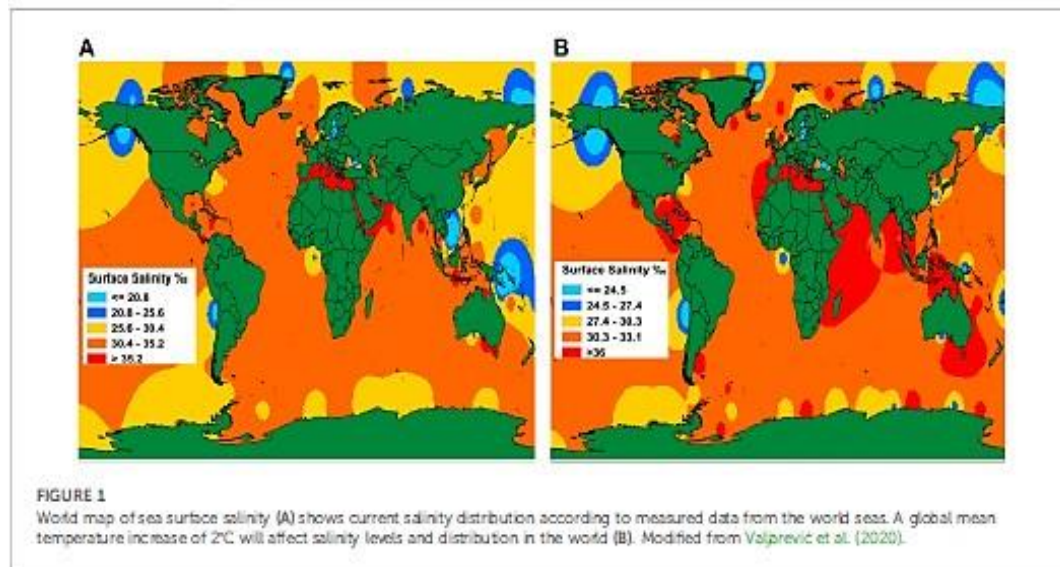 A
B
Surface Salinity ‰
<= 20.8
20.8 - 25.6
25.6 - 30.4
30.4 - 35.2
> 35.2
Surface Salinity ‰
<= 24.5
24.5 - 27.4
27.4 - 30.3
30.3 - 33.1
>36
FIGURE 1
World map of sea surface salinity (A) shows current salinity distribution according to measured data from the world seas. A global mean
temperature increase of 2°C will affect salinity levels and distribution in the world (B). Modified from Valjarević et al. (2020).